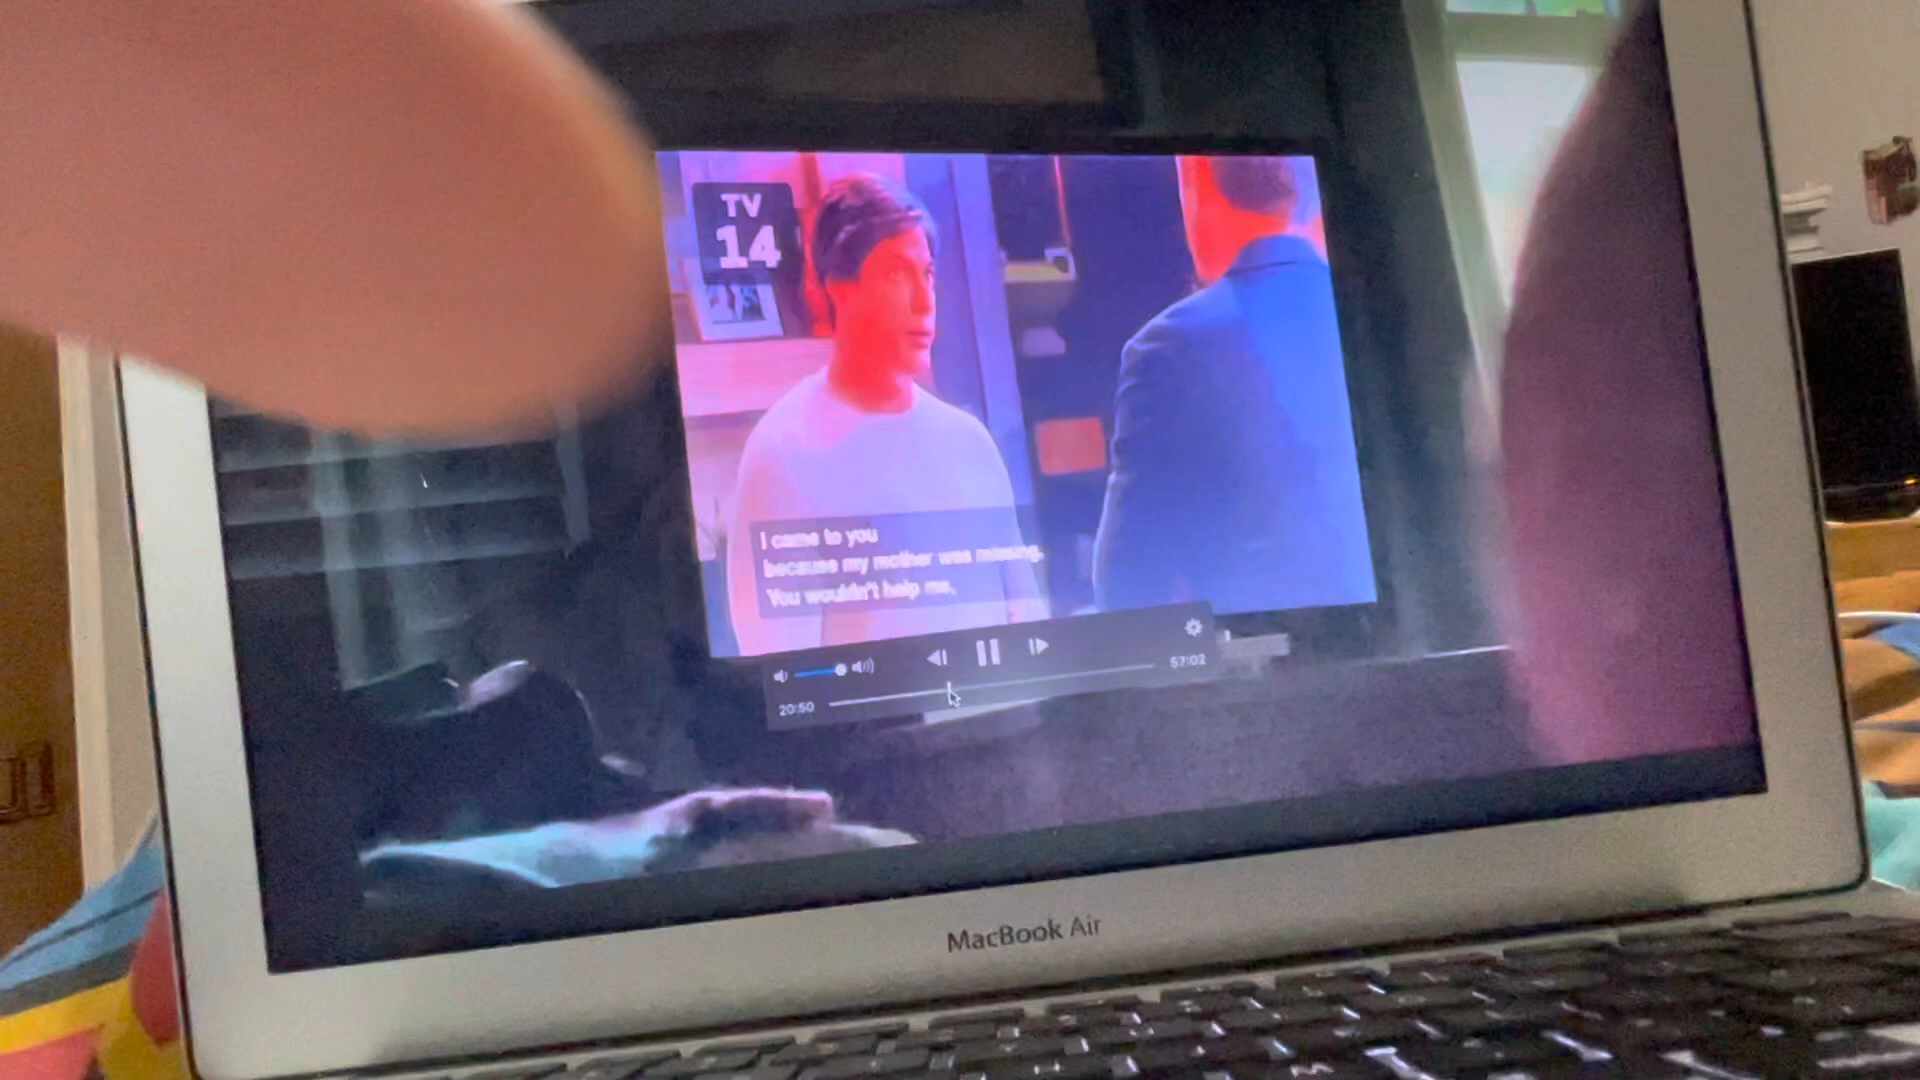 TV
14
I came to you
because my mother was missing.
You wouldn't help me.
20:50
57:02
MacBook Air